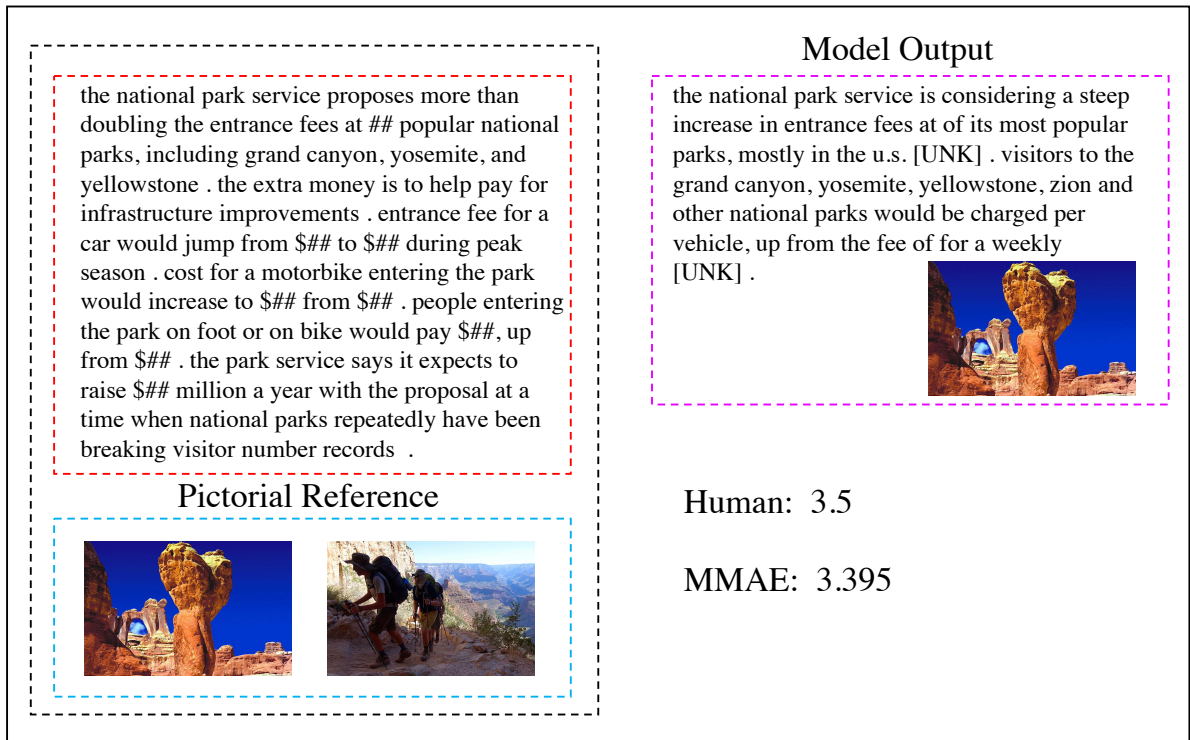 the national park service proposes more than
doubling the entrance fees at ## popular national
parks, including grand canyon, yosemite, and
yellowstone . the extra money is to help pay for
infrastructure improvements . entrance fee for a
car would jump from $## to $## during peak
season . cost for a motorbike entering the park
would increase to $## from $## . people entering
the park on foot or on bike would pay $##, up
from $## . the park service says it expects to
raise $## million a year with the proposal at a
time when national parks repeatedly have been
breaking visitor number records .
Pictorial Reference
Model Output
the national park service is considering a steep
increase in entrance fees at of its most popular
parks, mostly in the u.s. [UNK] . visitors to the
grand canyon, yosemite, yellowstone, zion and
other national parks would be charged per
vehicle, up from the fee of for a weekly
[UNK] .
Human: 3.5
MMAE: 3.395